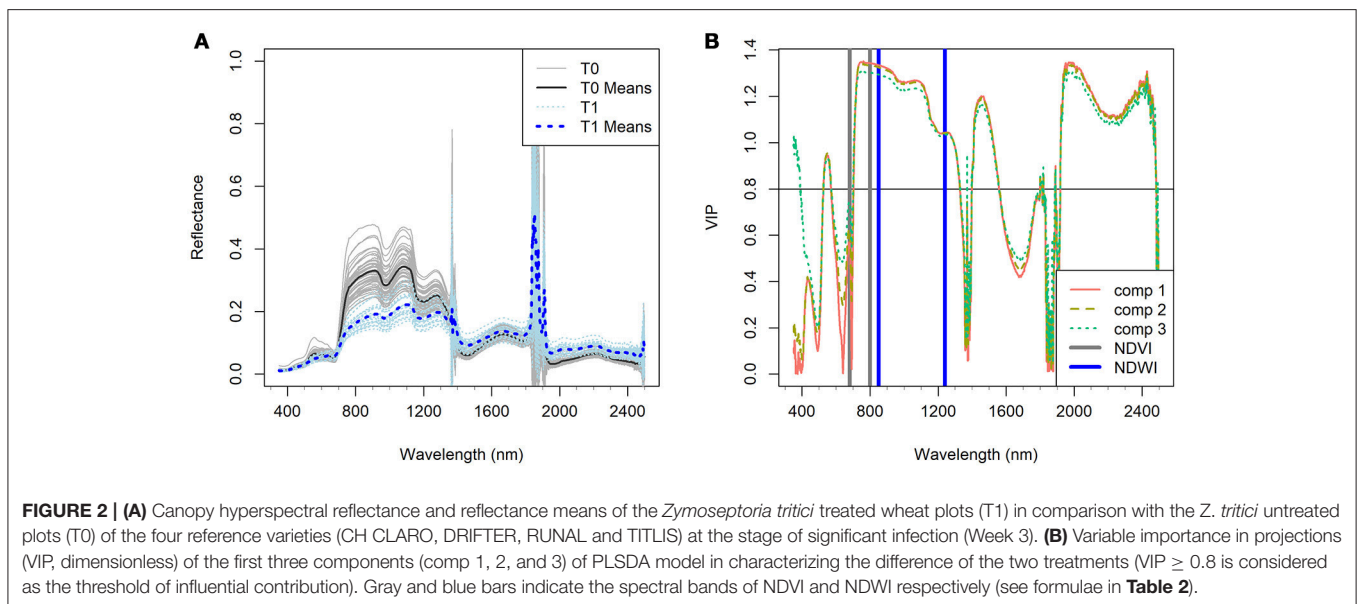 A
1.0
0.8
0.6
0.4
0.2
0.0
Reflectance
T0
T0 Means
T1
T1 Means
400
800
1200
1600
2000
2400
Wavelength (nm)
B
1.4
1.2
1.0
0.8
0.6
0.4
0.2
0.0
VIP
comp 1
comp 2
comp 3
NDVI
NDWI
400
800
1200
1600
2000
2400
Wavelength (nm)
FIGURE 2 | (A) Canopy hyperspectral reflectance and reflectance means of the Zymoseptoria tritici treated wheat plots (T1) in comparison with the Z. tritici untreated
plots (T0) of the four reference varieties (CH CLARO, DRIFTER, RUNAL and TITLIS) at the stage of significant infection (Week 3). (B) Variable importance in projections
(VIP, dimensionless) of the first three components (comp 1, 2, and 3) of PLSDA model in characterizing the difference of the two treatments (VIP ≥ 0.8 is considered
as the threshold of influential contribution). Gray and blue bars indicate the spectral bands of NDVI and NDWI respectively (see formulae in Table 2).